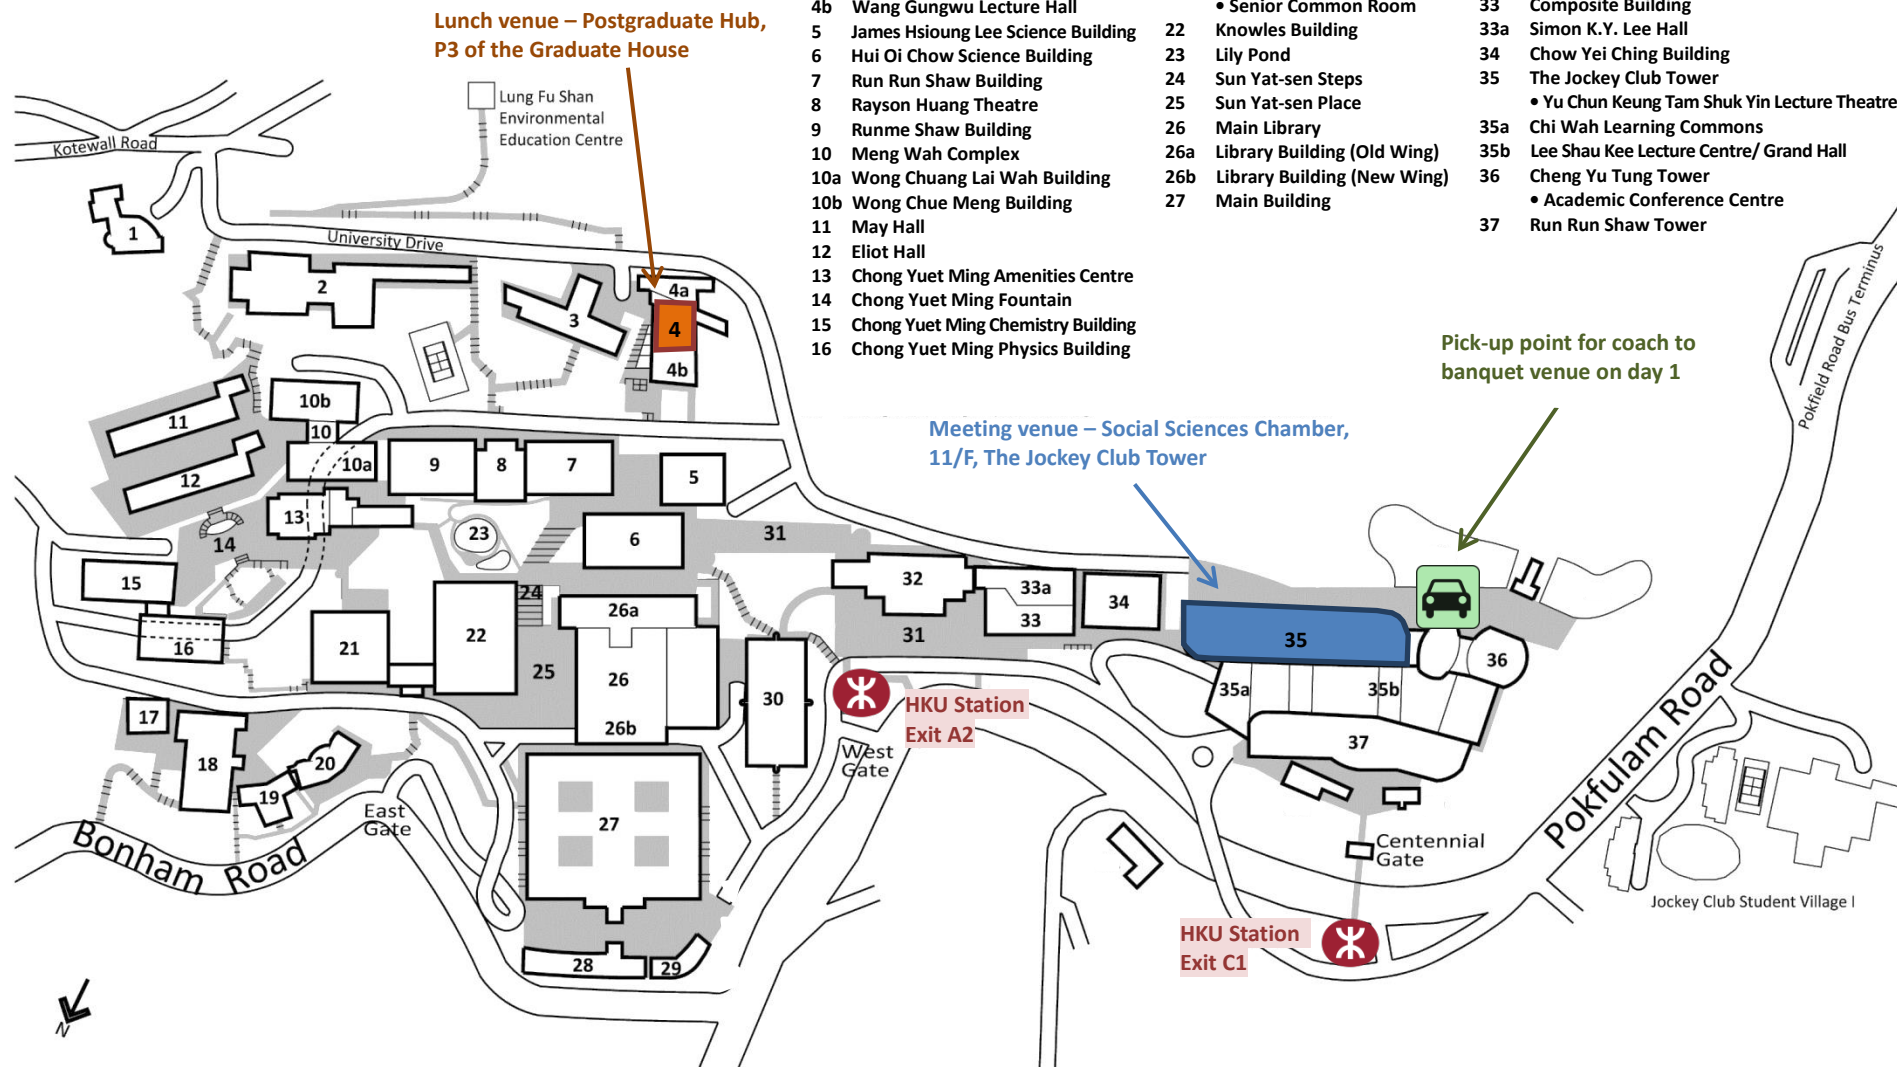 Lunch venue – Postgraduate Hub,
P3 of the Graduate House
4b Wang Gungwu Lecture Hall
5 James Hsioung Lee Science Building
6 Hui Oi Chow Science Building
7 Run Run Shaw Building
8 Rayson Huang Theatre
9 Runme Shaw Building
10 Meng Wah Complex
10a Wong Chuang Lai Wah Building
10b Wong Chue Meng Building
11 May Hall
12 Eliot Hall
13 Chong Yuet Ming Amenities Centre
14 Chong Yuet Ming Fountain
15 Chong Yuet Ming Chemistry Building
16 Chong Yuet Ming Physics Building
• Senior Common Room
22 Knowles Building
23 Lily Pond
24 Sun Yat-sen Steps
25 Sun Yat-sen Place
26 Main Library
26a Library Building (Old Wing)
26b Library Building (New Wing)
27 Main Building
33 Composite Building
33a Simon K.Y. Lee Hall
34 Chow Yei Ching Building
35 The Jockey Club Tower
• Yu Chun Keung Tam Shuk Yin Lecture Theatre
35a Chi Wah Learning Commons
35b Lee Shau Kee Lecture Centre/ Grand Hall
36 Cheng Yu Tung Tower
• Academic Conference Centre
37 Run Run Shaw Tower
Lung Fu Shan
Environmental
Education Centre
Kotewall Road
University Drive
1
2
3
4a
4
4b
Pick-up point for coach to
banquet venue on day 1
Pokfield Road Bus Terminus
Meeting venue – Social Sciences Chamber,
11/F, The Jockey Club Tower
10b
11
10
10a
9
8
7
5
12
13
14
23
6
31
15
24
26a
32
33a
34
33
31
35
36
16
21
22
25
26
30
35a
35b
HKU Station
Exit A2
17
26b
37
West
Gate
18
20
19
East
Gate
27
Bonham Road
Pokfulam Road
Centennial
Gate
Jockey Club Student Village I
HKU Station
Exit C1
28
29
N